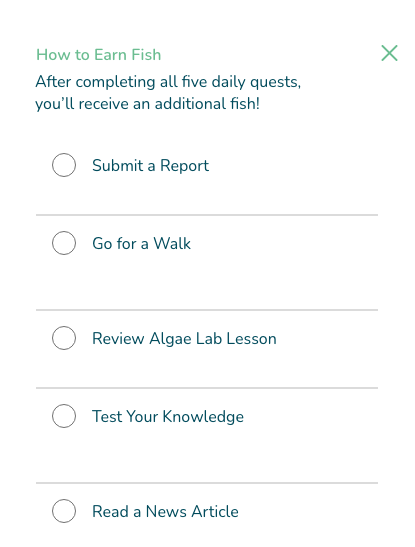 How to Earn Fish
After completing all five daily quests,
you’ll receive an additional fish!
Submit a Report
Go for a Walk
Review Algae Lab Lesson
Test Your Knowledge
Read a News Article